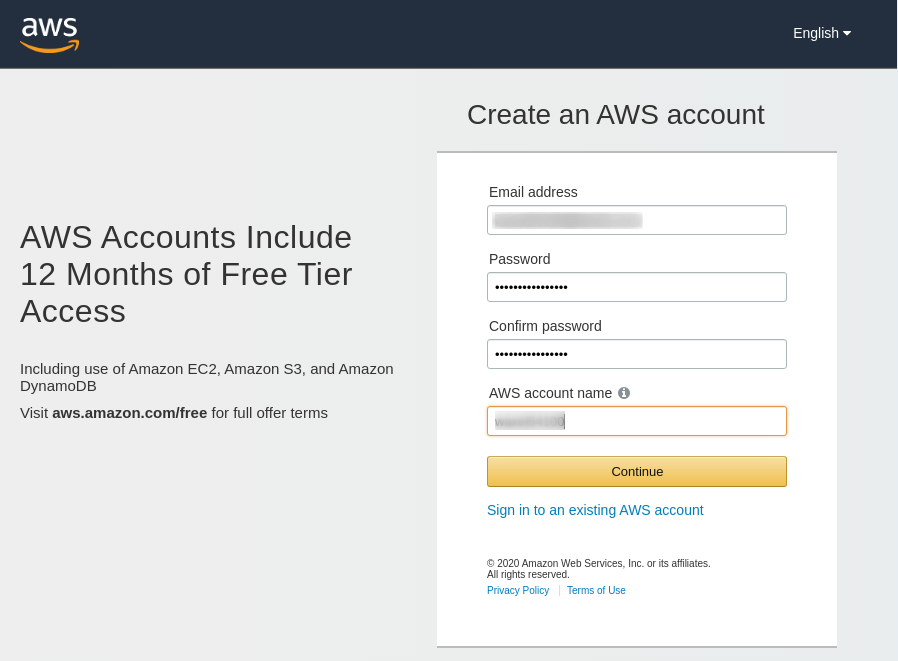 aws
English
Create an AWS account
AWS Accounts Include
12 Months of Free Tier
Access
Including use of Amazon EC2, Amazon S3, and Amazon
DynamoDB
Visit aws.amazon.com/free for full offer terms
Email address
Password
••••••••••••••••
Confirm password
••••••••••••••••
AWS account name
Continue
Sign in to an existing AWS account
© 2020 Amazon Web Services, Inc. or its affiliates.
All rights reserved.
Privacy Policy | Terms of Use